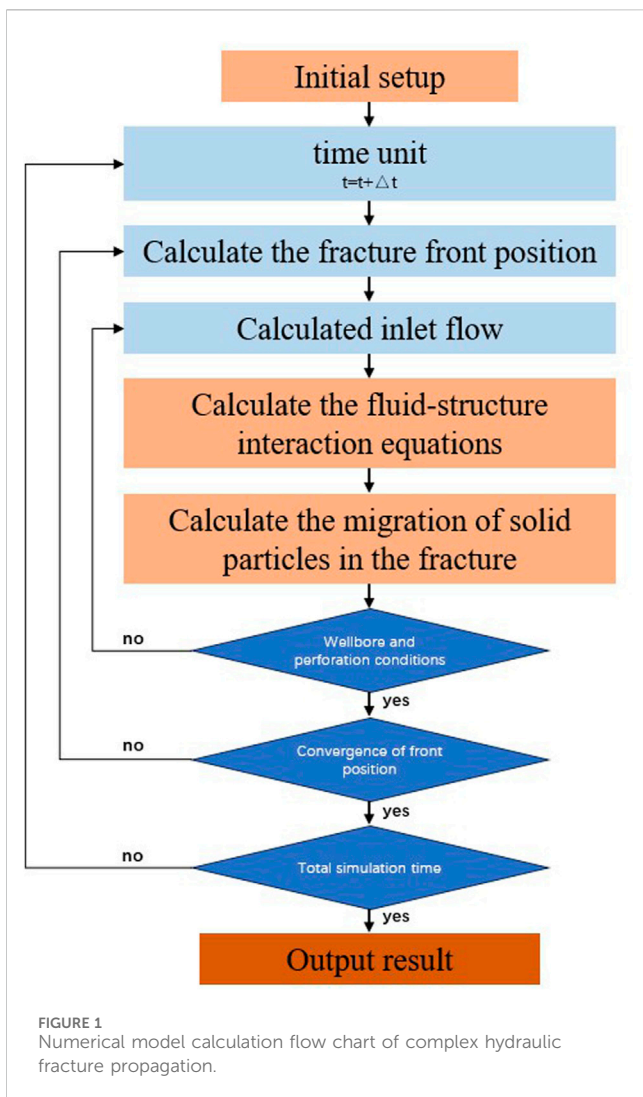 Initial setup
time unit
t=t+△t
Calculate the fracture front position
Calculated inlet flow
Calculate the fluid-structure
interaction equations
Calculate the migration of solid
particles in the fracture
no
Wellbore and
perforation conditions
yes
no
Convergence of front
position
yes
no
Total simulation time
yes
Output result
FIGURE 1
Numerical model calculation flow chart of complex hydraulic
fracture propagation.